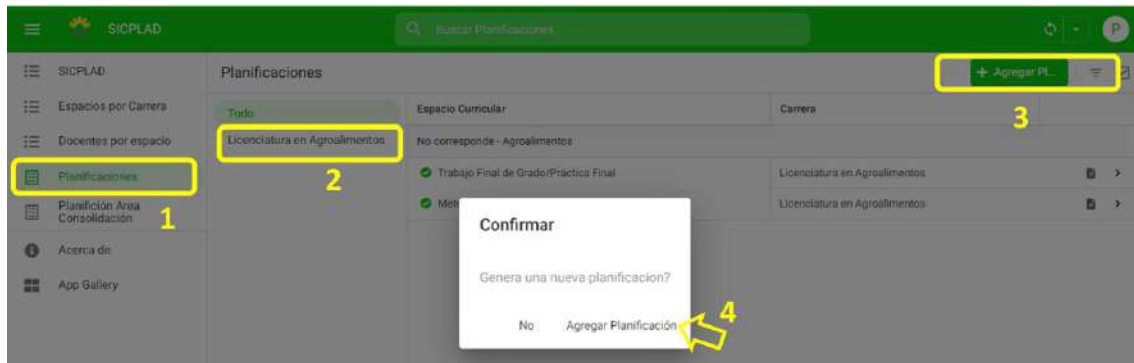 SICPLAD
Buscar Planificaciones
P
SICPLAD
Espacios por Carrera
Docentes por espacio
Planificaciones
Planifición Area
Consolidación
Acerca de
App Gallery
1
Planificaciones
Todo
Licenciatura en Agroalimentos
2
+ Agregar Pl...
3
Espacio Curricular
Carrera
No corresponde - Agroalimentos
Trabajo Final de Grado/Práctica Final
Licenciatura en Agroalimentos
Licenciatura en Agroalimentos
Confirmar
Genera una nueva planificacion?
No
Agregar Planificación
4